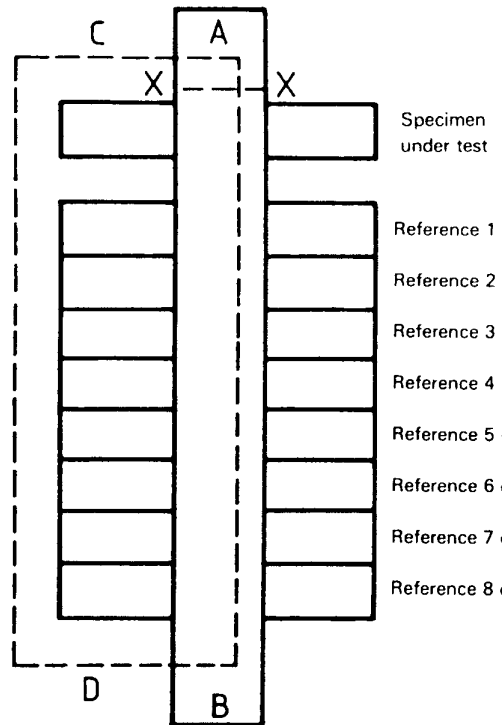 C A
X X
Specimen
under test
Reference 1
Reference 2
Reference 3
Reference 4
Reference 5
Reference 6
Reference 7
Reference 8
D
B